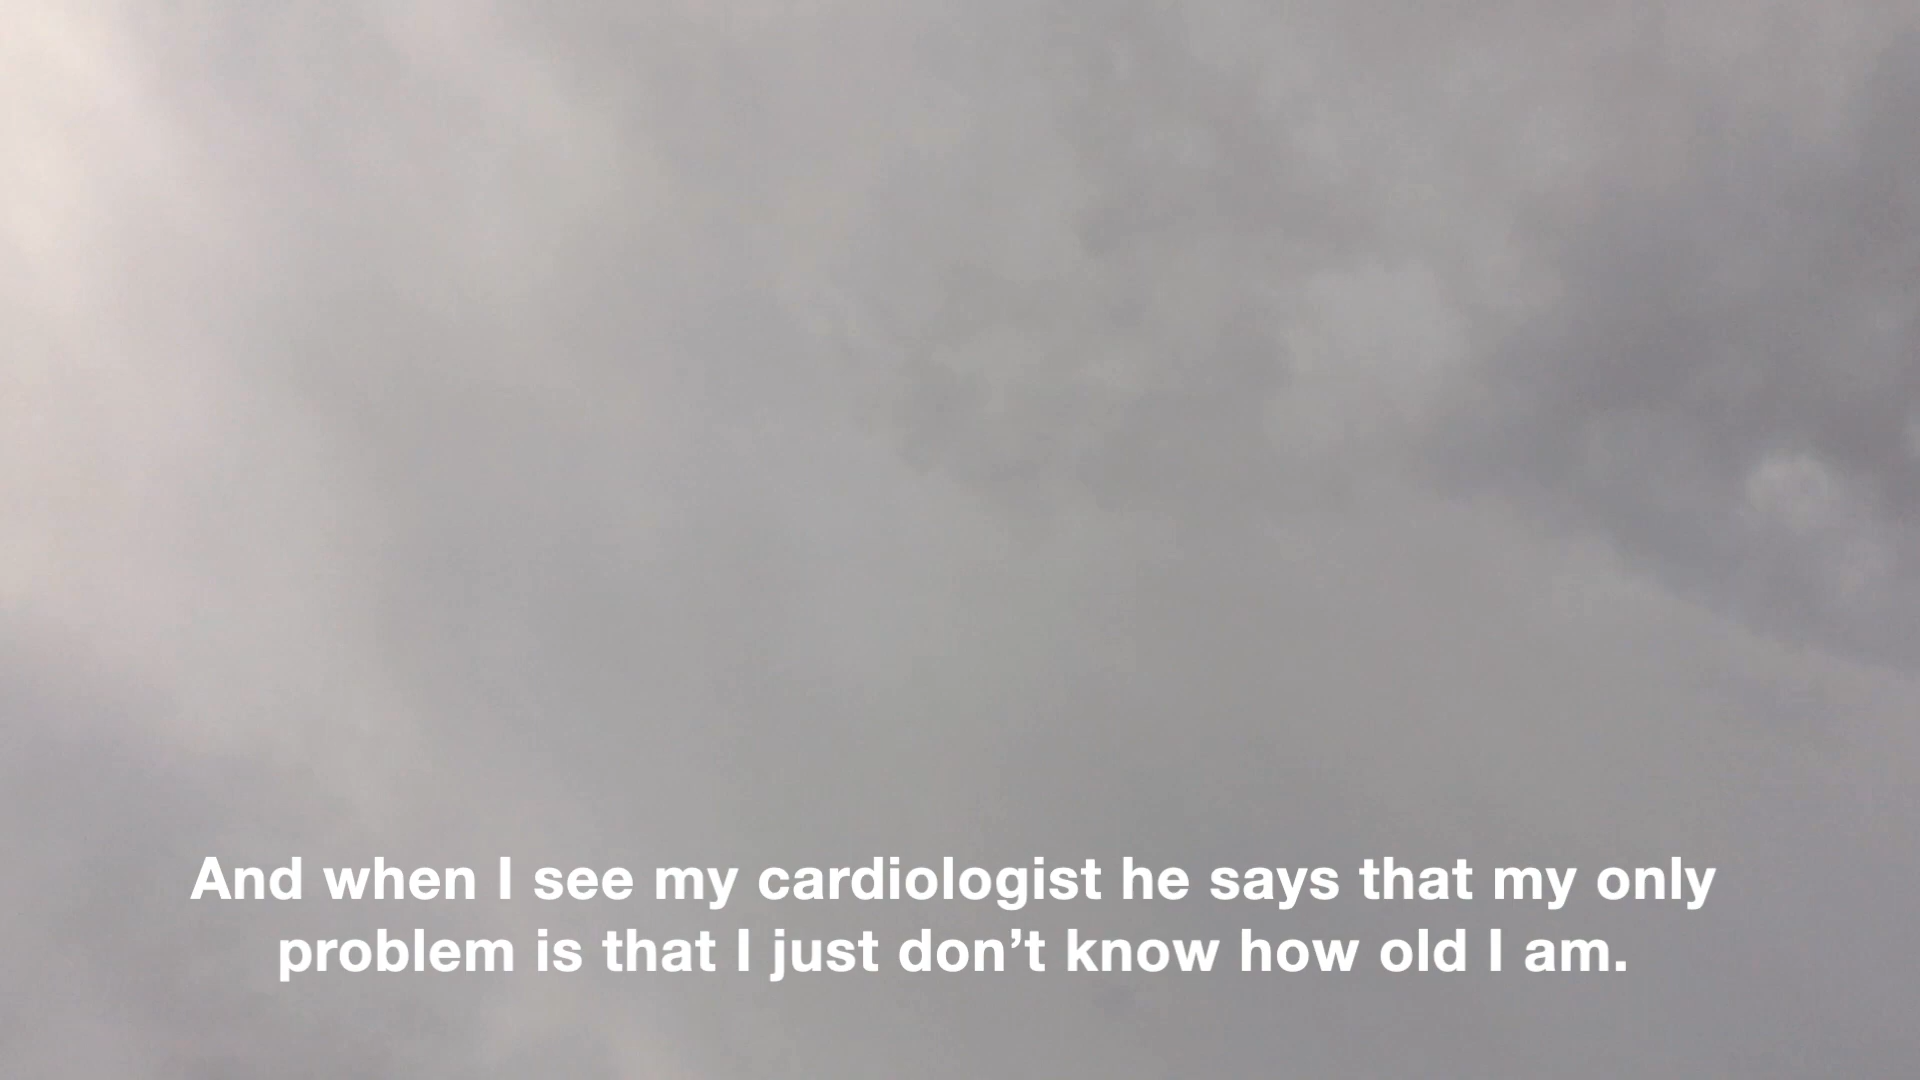 And when I see my cardiologist he says that my only
problem is that I just don’t know how old I am.